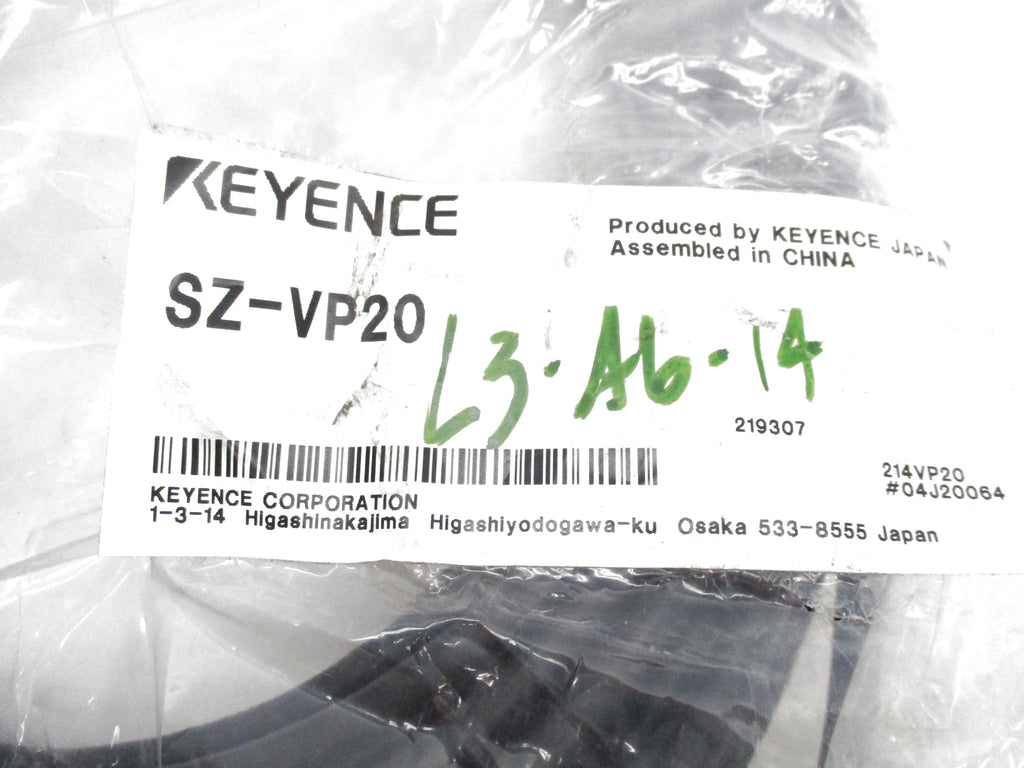 KEYENCE
Produced by KEYENCE JAPAN
Assembled in CHINA
SZ-VP20
L3-A6-14
219307
214VP20
#04J20064
KEYENCE CORPORATION
1-3-14 Higashinakajima Higashiyodogawa-ku Osaka 533-8555 Japan